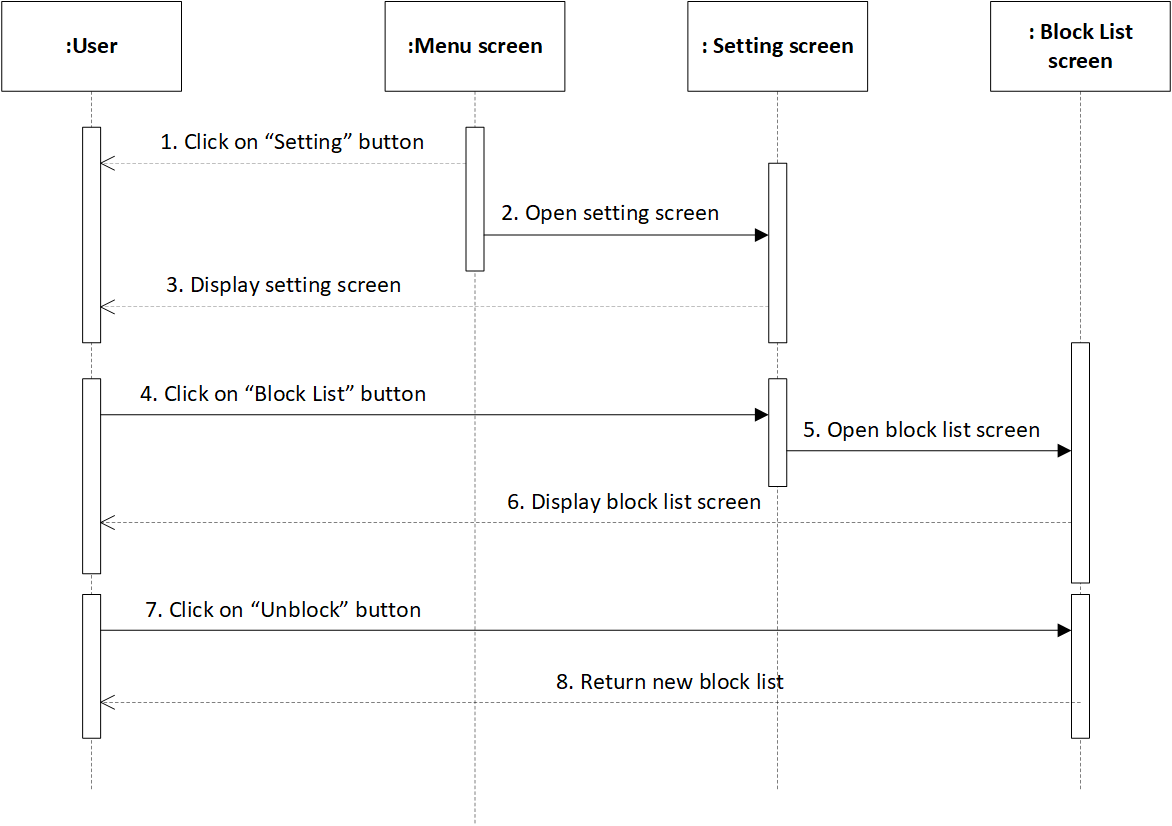 :User
:Menu screen
: Setting screen
: Block List
screen
1. Click on “Setting” button
2. Open setting screen
3. Display setting screen
4. Click on “Block List” button
5. Open block list screen
6. Display block list screen
7. Click on “Unblock” button
8. Return new block list